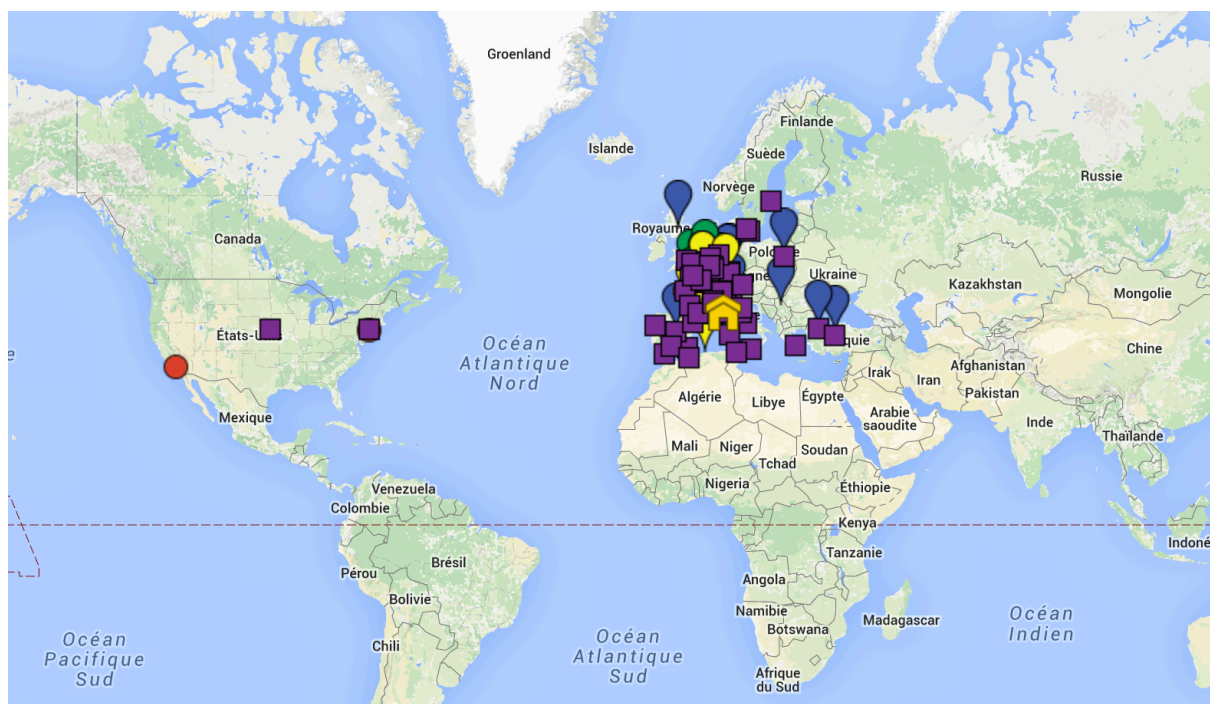 Groenland
Finlande
Islande
Suède
Russie
Norvège
Royaume
Canada
Polo
ne
Ukraine
Kazakhstan
Mongolie
États-U
e
Océan
Atlantique
Nord
quie
Chine
Afghanistan
Irak
Iran
Pakistan
Algérie
Libye
Égypte
Arabie
saoudite
Mexique
Inde
Thaïlande
Mali
Niger
Soudan
Tchad
Venezuela
Nigeria
Éthiopie
Colombie
Kenya
Indoné
Tanzanie
Brésil
Pérou
Angola
Bolivie
Namibie
Madagascar
Océan
Indien
Botswana
Océan
Pacifique
Sud
Chili
Océan
Atlantique
Sud
Afrique
du Sud